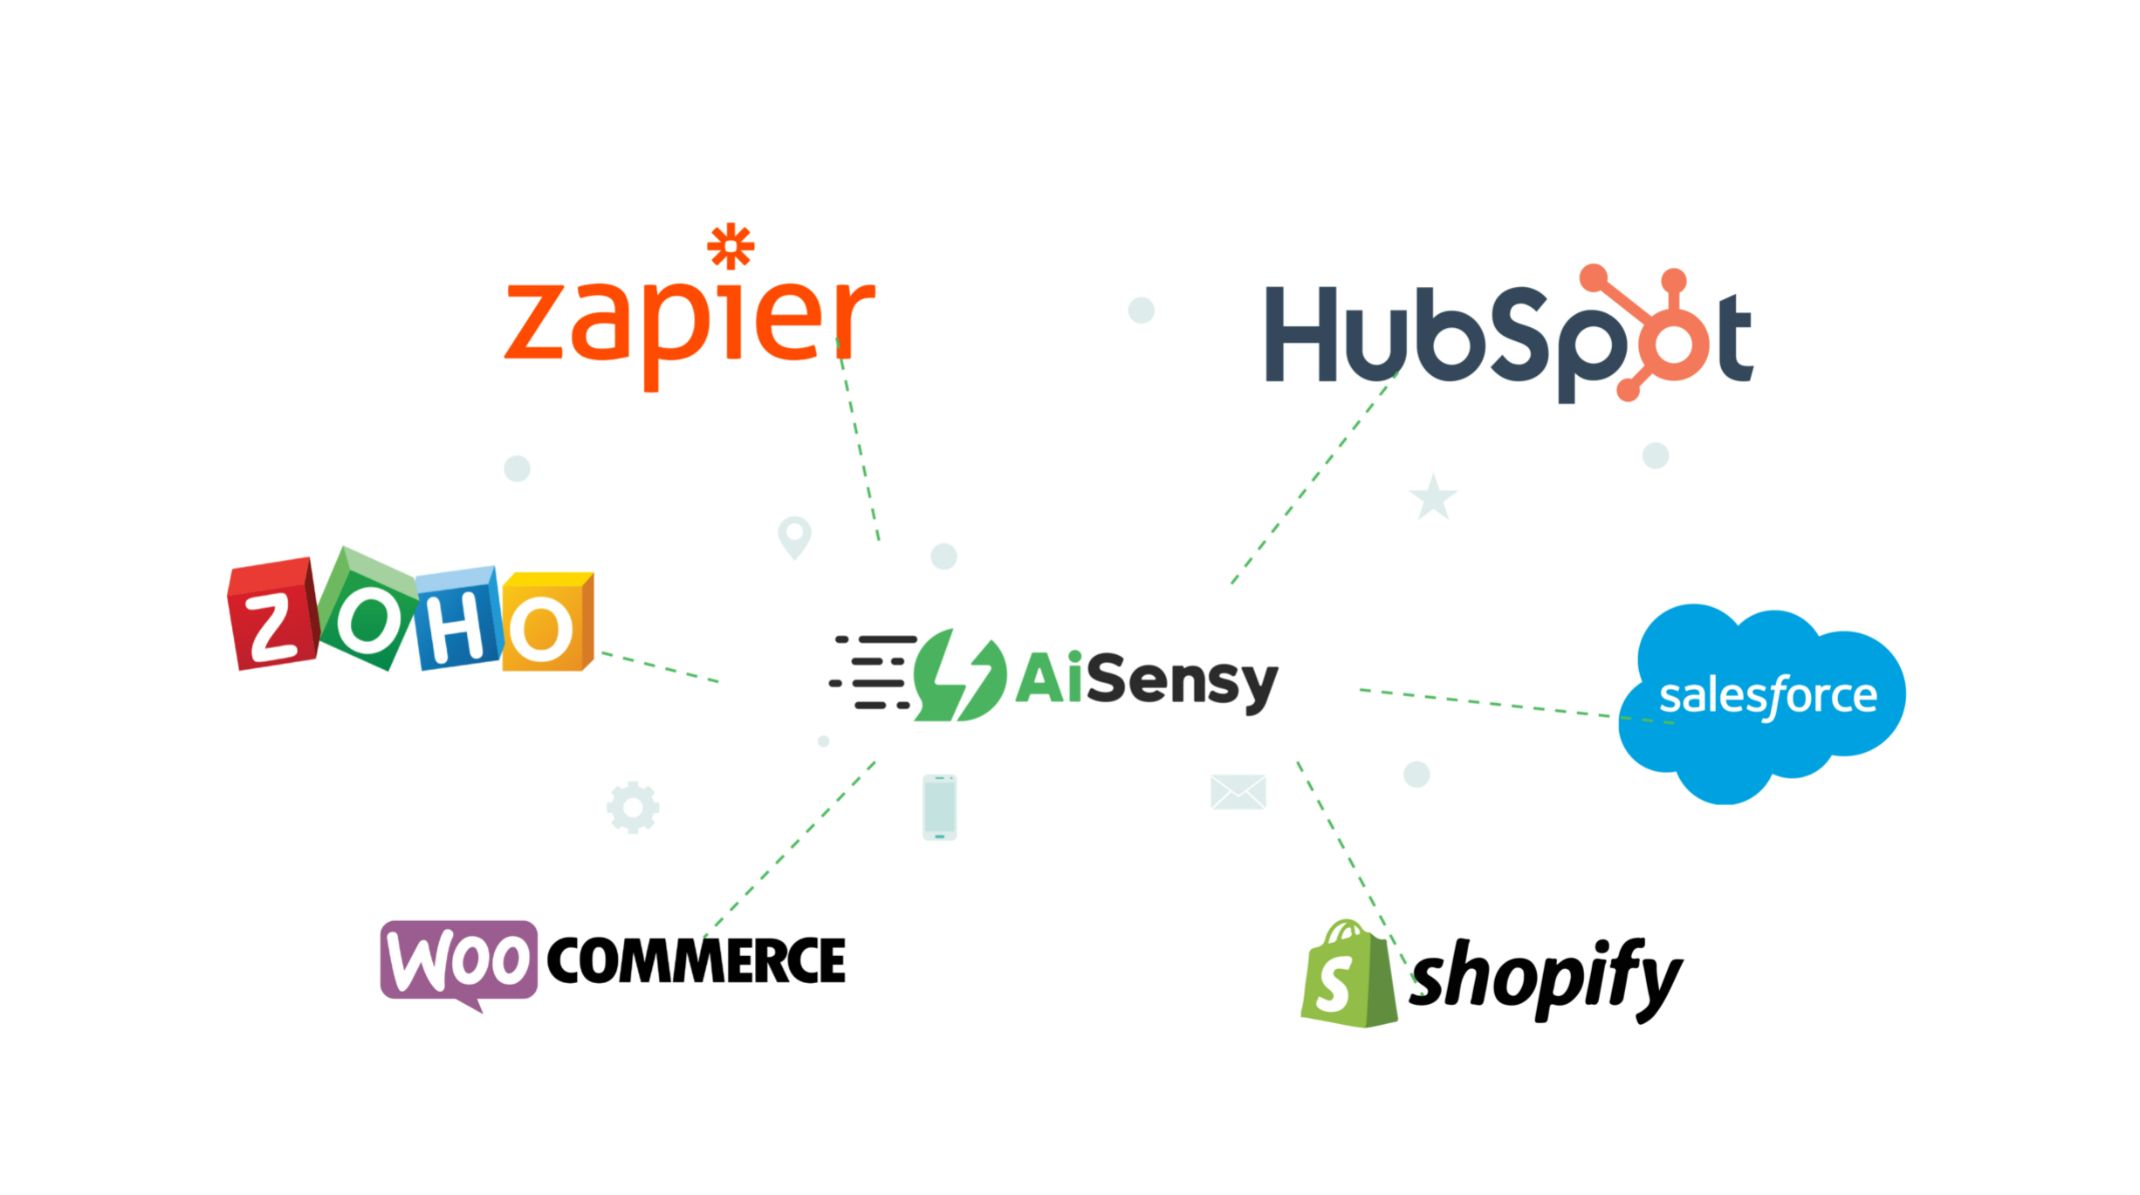 zapier
HubSpot
ZOHO
AiSensy
salesforce
WOO COMMERCE
S shopify